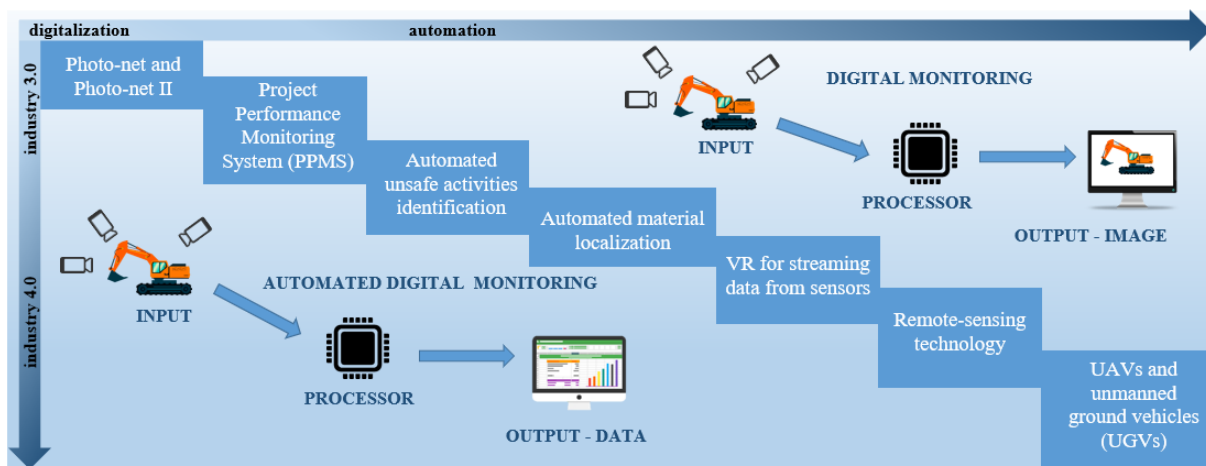 digitalization
automation
industry 3.0
industry 4.0
Photo-net and
Photo-net II
Project
Performance
Monitoring
System (PPMS)
Automated
unsafe activities
identification
Automated material
localization
VR for streaming
data from sensors
Remote-sensing
technology
UAVs and
unmanned
ground vehicles
(UGVs)
DIGITAL MONITORING
INPUT
PROCESSOR
OUTPUT - IMAGE
AUTOMATED DIGITAL MONITORING
INPUT
PROCESSOR
OUTPUT - DATA